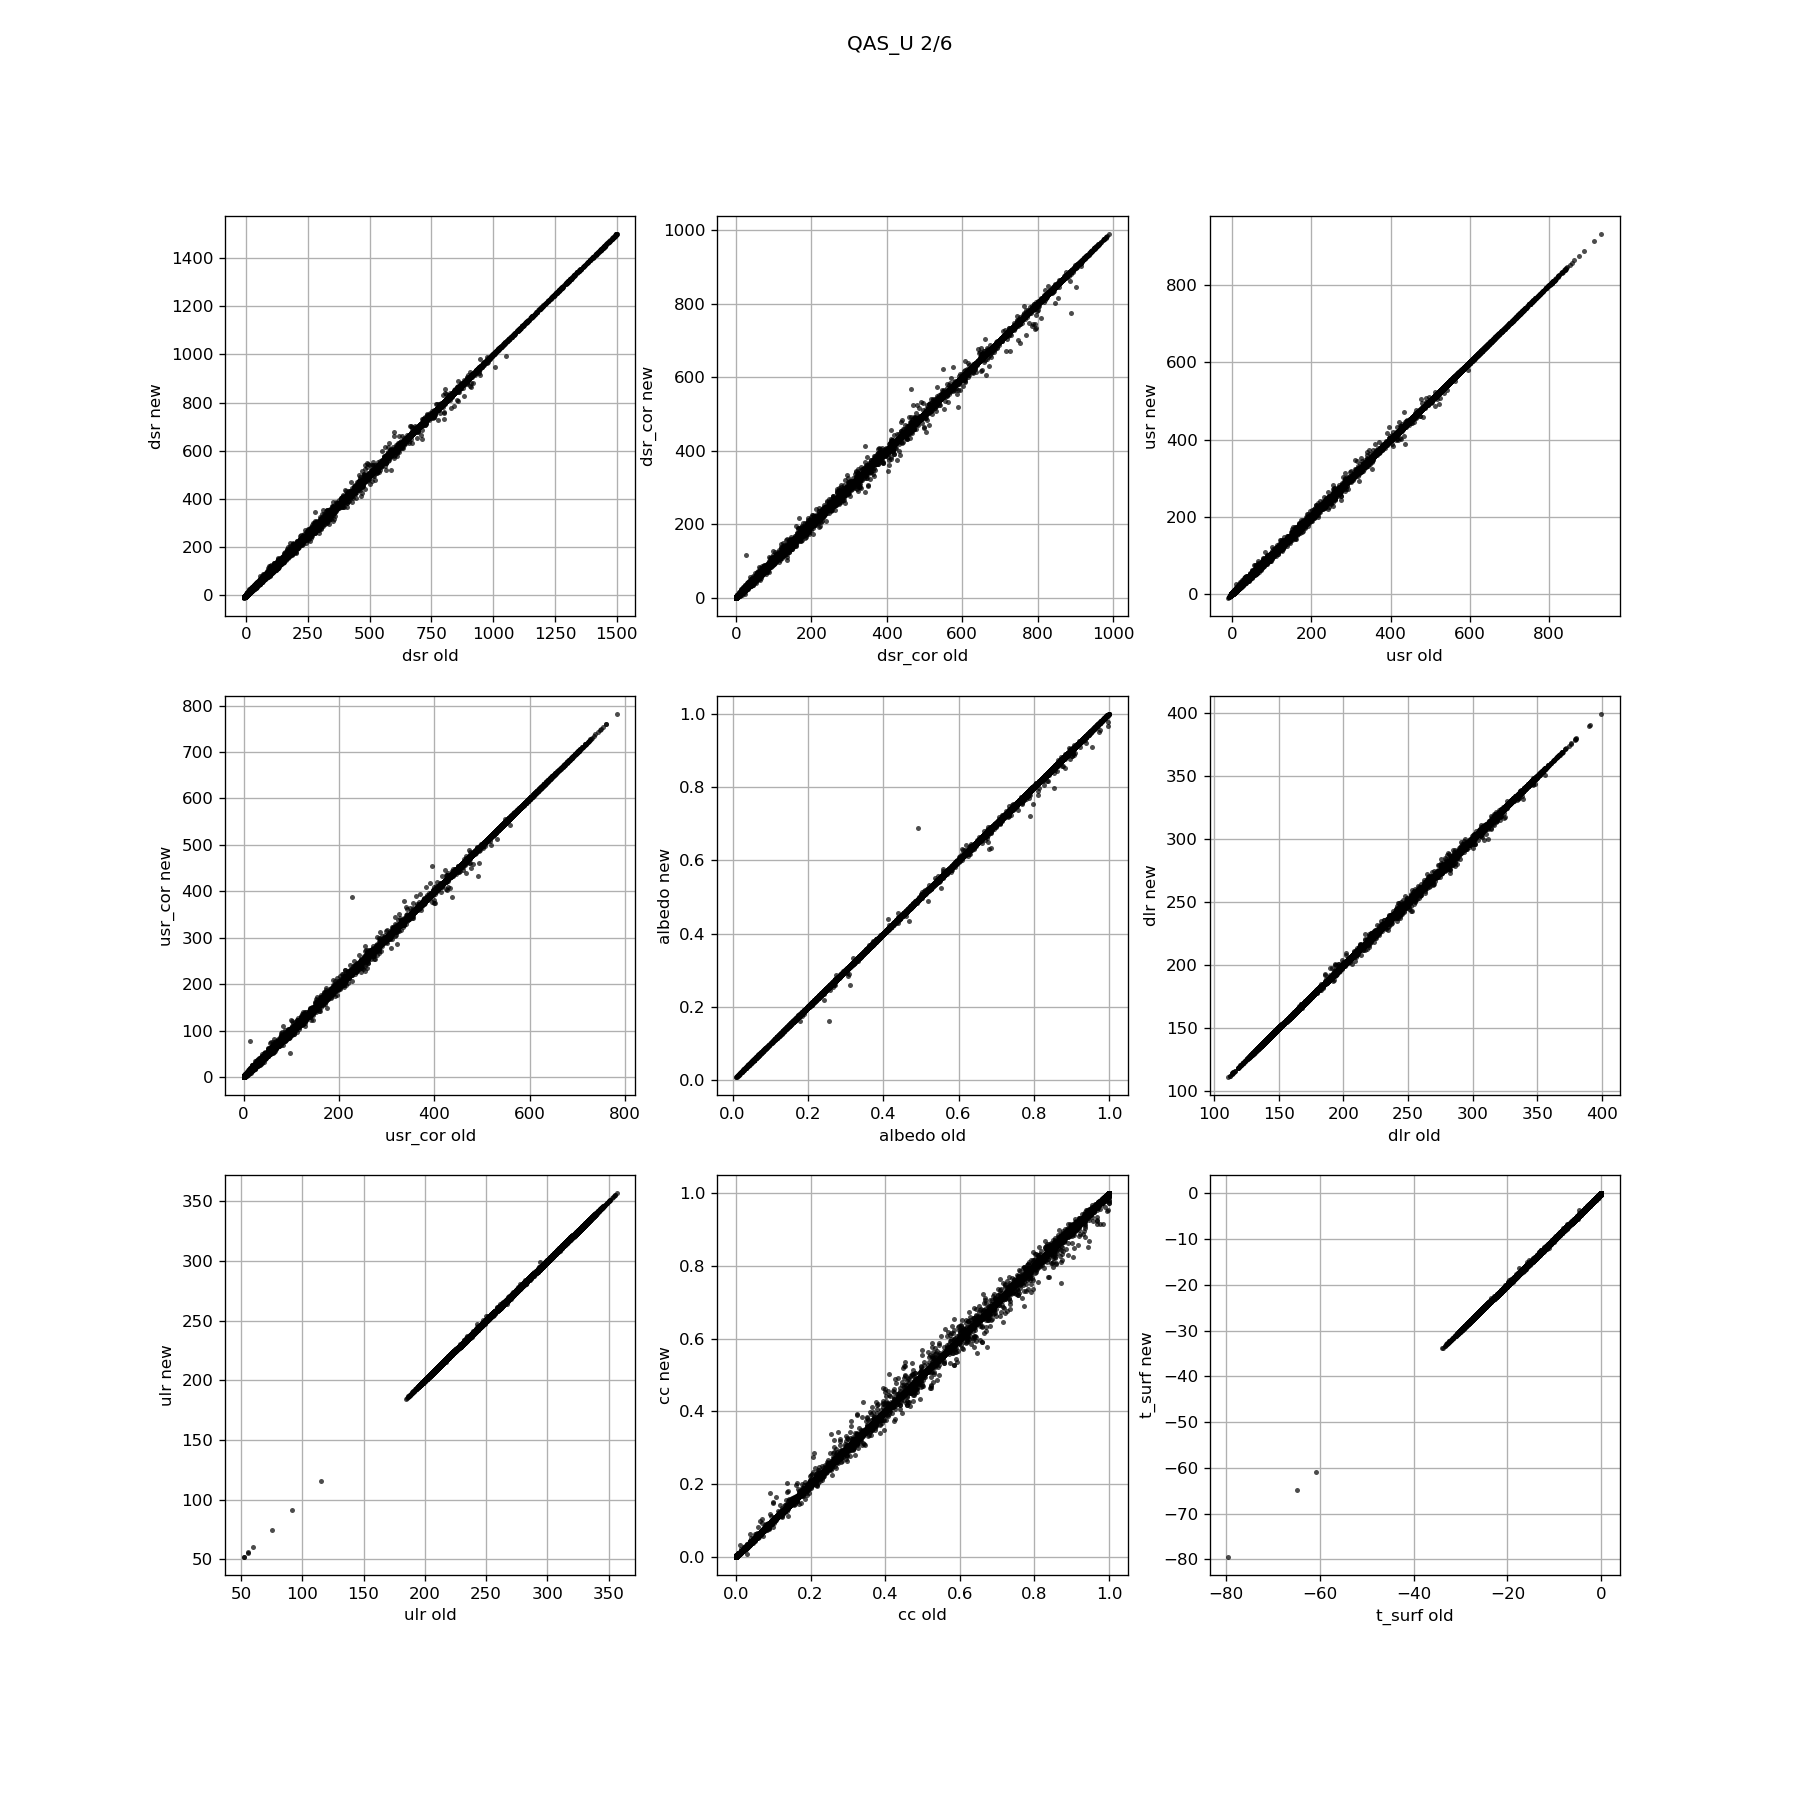 QAS_U 2/6
1400
1200
1000
800
600
400
200
0
dsr new
0 250 500 750 1000 1250 1500
dsr old
1000
800
600
400
200
0
dsr_cor new
0 200 400 600 800 1000
dsr_cor old
800
600
400
200
0
usr new
0 200 400 600 800
usr old
800
700
600
500
400
300
200
100
0
usr_cor new
0 200 400 600 800
usr_cor old
1.0
0.8
0.6
0.4
0.2
0.0
albedo new
0.0 0.2 0.4 0.6 0.8 1.0
albedo old
400
350
300
250
200
150
100
dlr new
100 150 200 250 300 350 400
dlr old
350
300
250
200
150
100
50
ulr new
50 100 150 200 250 300 350
ulr old
1.0
0.8
0.6
0.4
0.2
0.0
cc new
0.0 0.2 0.4 0.6 0.8 1.0
cc old
0
−10
−20
−30
−40
−50
−60
−70
−80
t_surf new
−80 −60 −40 −20 0
t_surf old